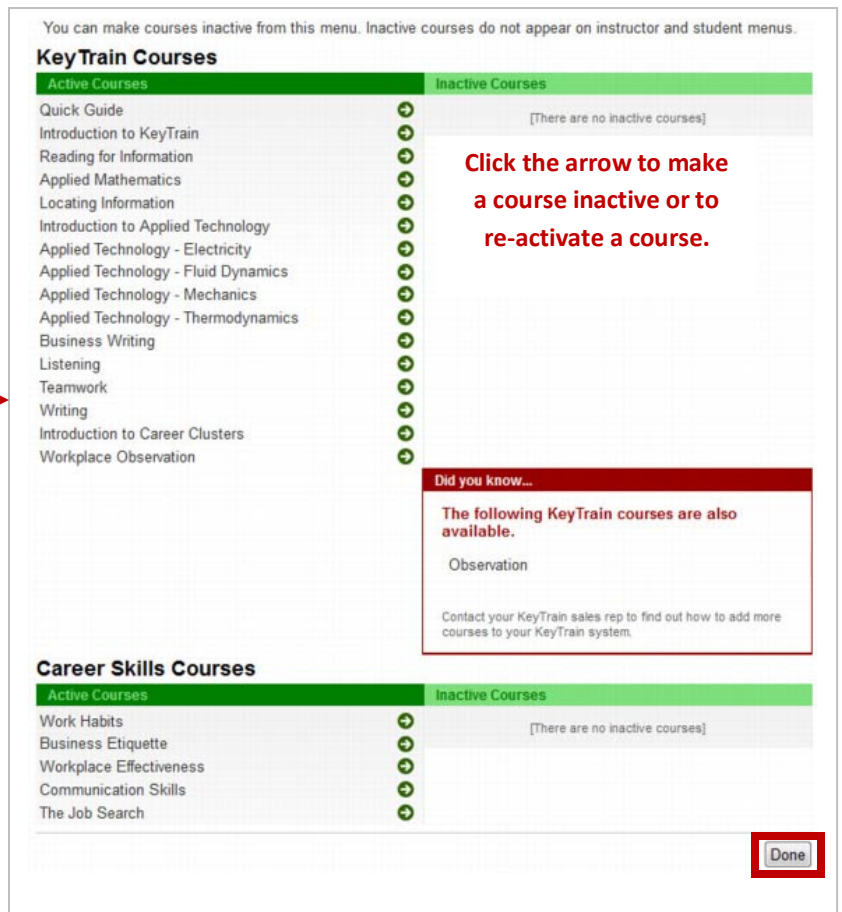 You can make courses inactive from this menu. Inactive courses do not appear on instructor and student menus.
KeyTrain Courses
Active Courses
Inactive Courses
Quick Guide
[There are no inactive courses]
Introduction to KeyTrain
Reading for Information
Applied Mathematics
Locating Information
Introduction to Applied Technology
Applied Technology - Electricity
Applied Technology - Fluid Dynamics
Applied Technology - Mechanics
Applied Technology - Thermodynamics
Business Writing
Listening
Teamwork
Writing
Introduction to Career Clusters
Workplace Observation
Click the arrow to make
a course inactive or to
re-activate a course.
Did you know...
The following KeyTrain courses are also
available.
Observation
Contact your KeyTrain sales rep to find out how to add more
courses to your KeyTrain system.
Career Skills Courses
Active Courses
Inactive Courses
Work Habits
[There are no inactive courses]
Business Etiquette
Workplace Effectiveness
Communication Skills
The Job Search
Done